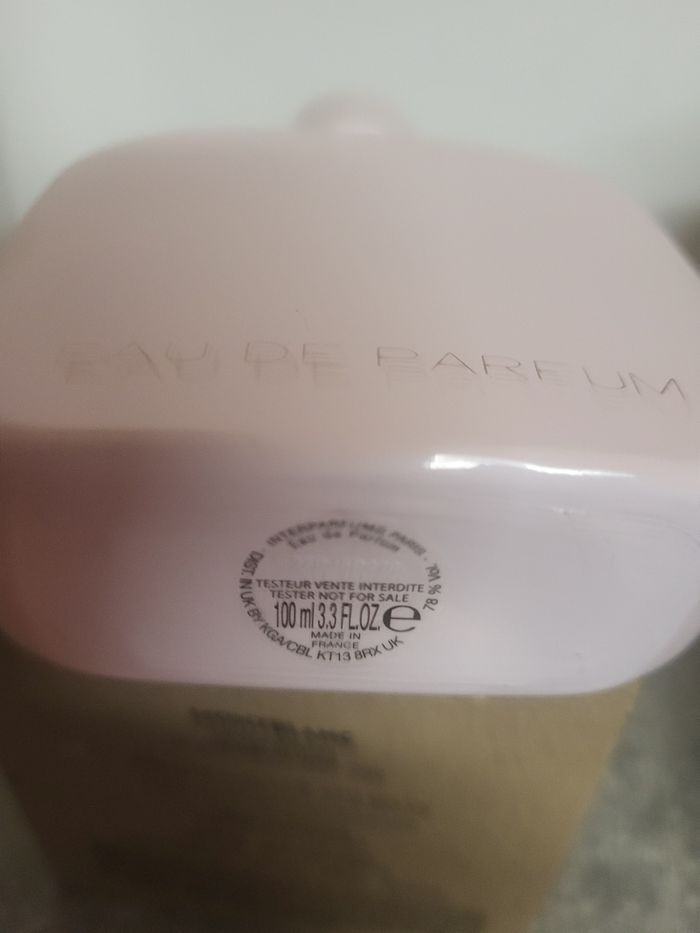 EAU DE PARFUM
INTERPARFUMS PARIS -
Eau de Parfum
TESTEUR VENTE INTERDITE
TESTER NOT FOR SALE
100 ml 3.3 FL.OZ. e
MADE IN
FRANCE
DIST. IN UK BY KGA/CBL KT13 8RX UK
78 % Vol.